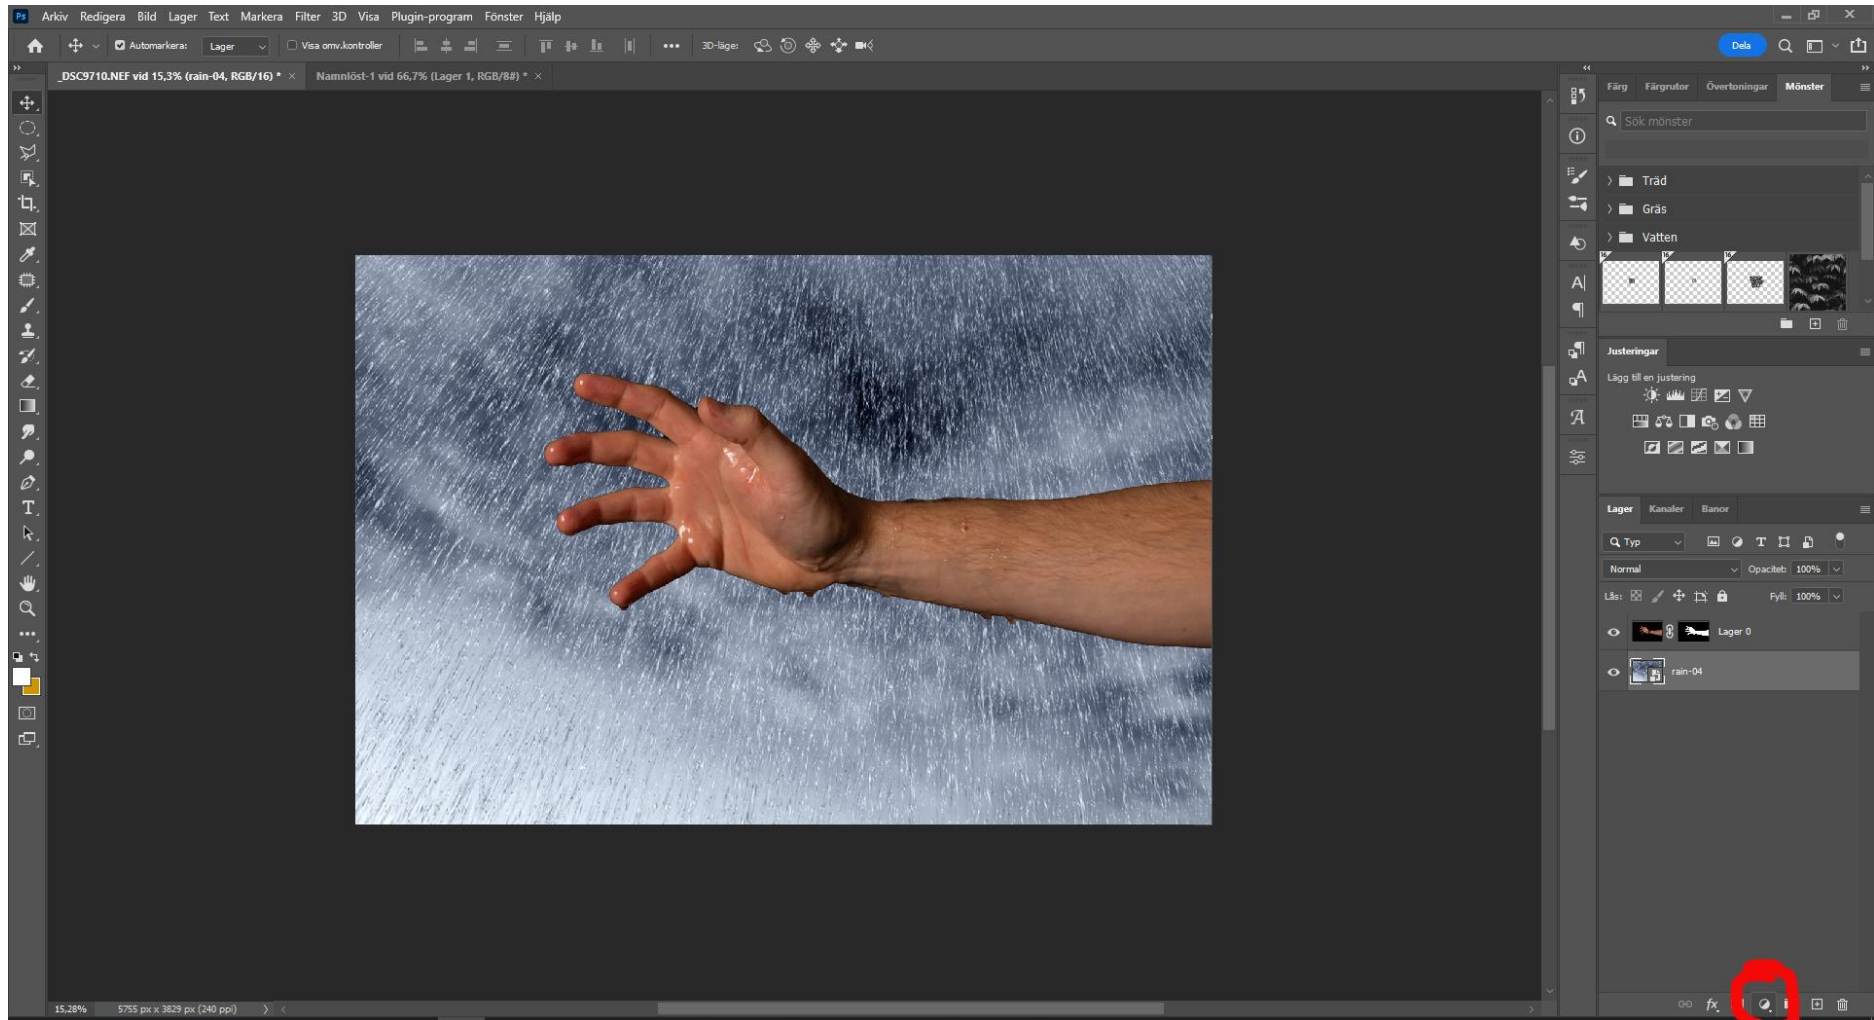 Ps Arkiv Redigera Bild Lager Text Markera Filter 3D Visa Plugin-program Fönster Hjälp
Automarkera: Lager Visa omv.kontroller 3D-läge: Dela
_DSC9710.NEF vid 15,3% (rain-04, RGB/16) * × Namnlöst-1 vid 66,7% (Lager 1, RGB/8#) * ×
Färg Färgrutor Övertoningar Mönster
Sök mönster
Träd
Gräs
Vatten
16 16 16
Justeringar
Lägg till en justering
Lager Kanaler Banor
Typ
Normal Opacitet: 100%
Lås: Fyll: 100%
Lager 0
rain-04
15,28% 5755 px x 3829 px (240 ppi)
fx